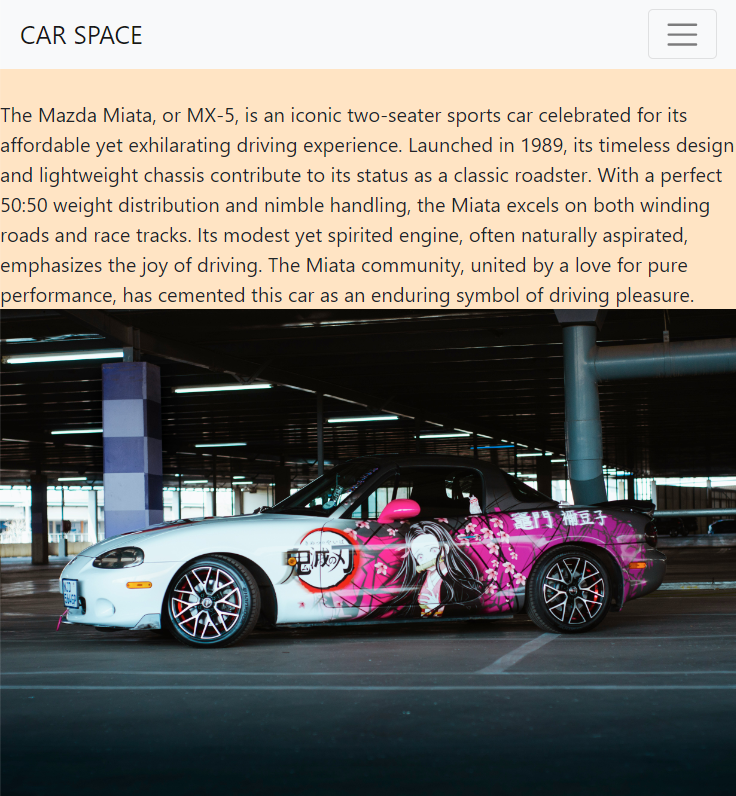 CAR SPACE
The Mazda Miata, or MX-5, is an iconic two-seater sports car celebrated for its
affordable yet exhilarating driving experience. Launched in 1989, its timeless design
and lightweight chassis contribute to its status as a classic roadster. With a perfect
50:50 weight distribution and nimble handling, the Miata excels on both winding
roads and race tracks. Its modest yet spirited engine, often naturally aspirated,
emphasizes the joy of driving. The Miata community, united by a love for pure
performance, has cemented this car as an enduring symbol of driving pleasure.
竈門 禰豆子
鬼滅の刃